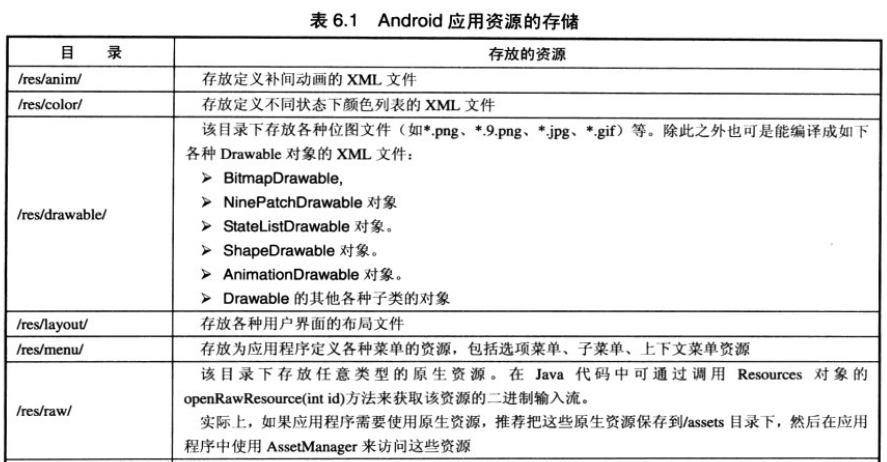 表 6.1 Android 应用资源的存储
目 录 存放的资源
/res/anim/ 存放定义补间动画的 XML 文件
/res/color/ 存放定义不同状态下颜色列表的 XML 文件
/res/drawable/
该目录下存放各种位图文件（如*.png、*.9.png、*.jpg、*.gif）等。除此之外也可是能编译成如下
各种 Drawable 对象的 XML 文件：
➢ BitmapDrawable,
➢ NinePatchDrawable 对象
➢ StateListDrawable 对象。
➢ ShapeDrawable 对象。
➢ AnimationDrawable 对象。
➢ Drawable 的其他各种子类的对象
/res/layout/ 存放各种用户界面的布局文件
/res/menu/ 存放为应用程序定义各种菜单的资源，包括选项菜单、子菜单、上下文菜单资源
/res/raw/
该目录下存放任意类型的原生资源。在 Java 代码中可通过调用 Resources 对象的
openRawResource(int id)方法来获取该资源的二进制输入流。
实际上，如果应用程序需要使用原生资源，推荐把这些原生资源保存到/assets 目录下，然后在应用
程序中使用 AssetManager 来访问这些资源